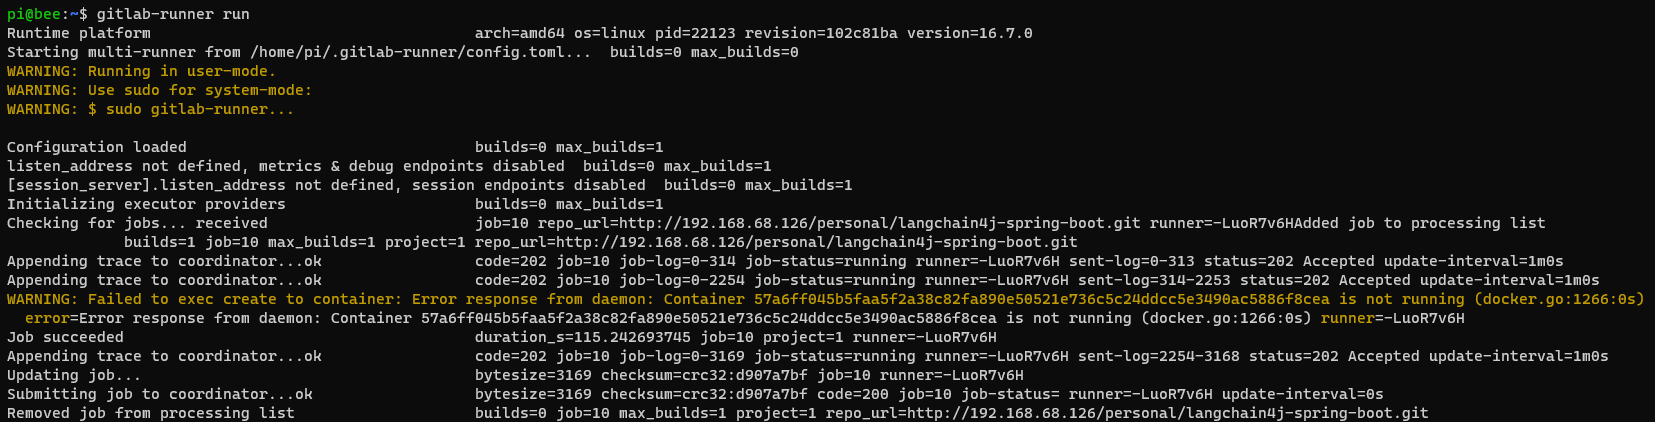 pi@bee:~$ gitlab-runner run
Runtime platform                                    arch=amd64 os=linux pid=22123 revision=102c81ba version=16.7.0
Starting multi-runner from /home/pi/.gitlab-runner/config.toml...  builds=0 max_builds=0
WARNING: Running in user-mode.
WARNING: Use sudo for system-mode:
WARNING: $ sudo gitlab-runner...

Configuration loaded                                builds=0 max_builds=1
listen_address not defined, metrics & debug endpoints disabled  builds=0 max_builds=1
[session_server].listen_address not defined, session endpoints disabled  builds=0 max_builds=1
Initializing executor providers                     builds=0 max_builds=1
Checking for jobs... received                       job=10 repo_url=http://192.168.68.126/personal/langchain4j-spring-boot.git runner=-LuoR7v6HAdded job to processing list
             builds=1 job=10 max_builds=1 project=1 repo_url=http://192.168.68.126/personal/langchain4j-spring-boot.git
Appending trace to coordinator...ok                 code=202 job=10 job-log=0-314 job-status=running runner=-LuoR7v6H sent-log=0-313 status=202 Accepted update-interval=1m0s
Appending trace to coordinator...ok                 code=202 job=10 job-log=0-2254 job-status=running runner=-LuoR7v6H sent-log=314-2253 status=202 Accepted update-interval=1m0s
WARNING: Failed to exec create to container: Error response from daemon: Container 57a6ff045b5faa5f2a38c82fa890e50521e736c5c24ddcc5e3490ac5886f8cea is not running (docker.go:1266:0s)
  error=Error response from daemon: Container 57a6ff045b5faa5f2a38c82fa890e50521e736c5c24ddcc5e3490ac5886f8cea is not running (docker.go:1266:0s) runner=-LuoR7v6H
Job succeeded                                       duration_s=115.242693745 job=10 project=1 runner=-LuoR7v6H
Appending trace to coordinator...ok                 code=202 job=10 job-log=0-3169 job-status=running runner=-LuoR7v6H sent-log=2254-3168 status=202 Accepted update-interval=1m0s
Updating job...                                     bytesize=3169 checksum=crc32:d907a7bf job=10 runner=-LuoR7v6H
Submitting job to coordinator...ok                  bytesize=3169 checksum=crc32:d907a7bf code=200 job=10 job-status= runner=-LuoR7v6H update-interval=0s
Removed job from processing list                    builds=0 job=10 max_builds=1 project=1 repo_url=http://192.168.68.126/personal/langchain4j-spring-boot.git